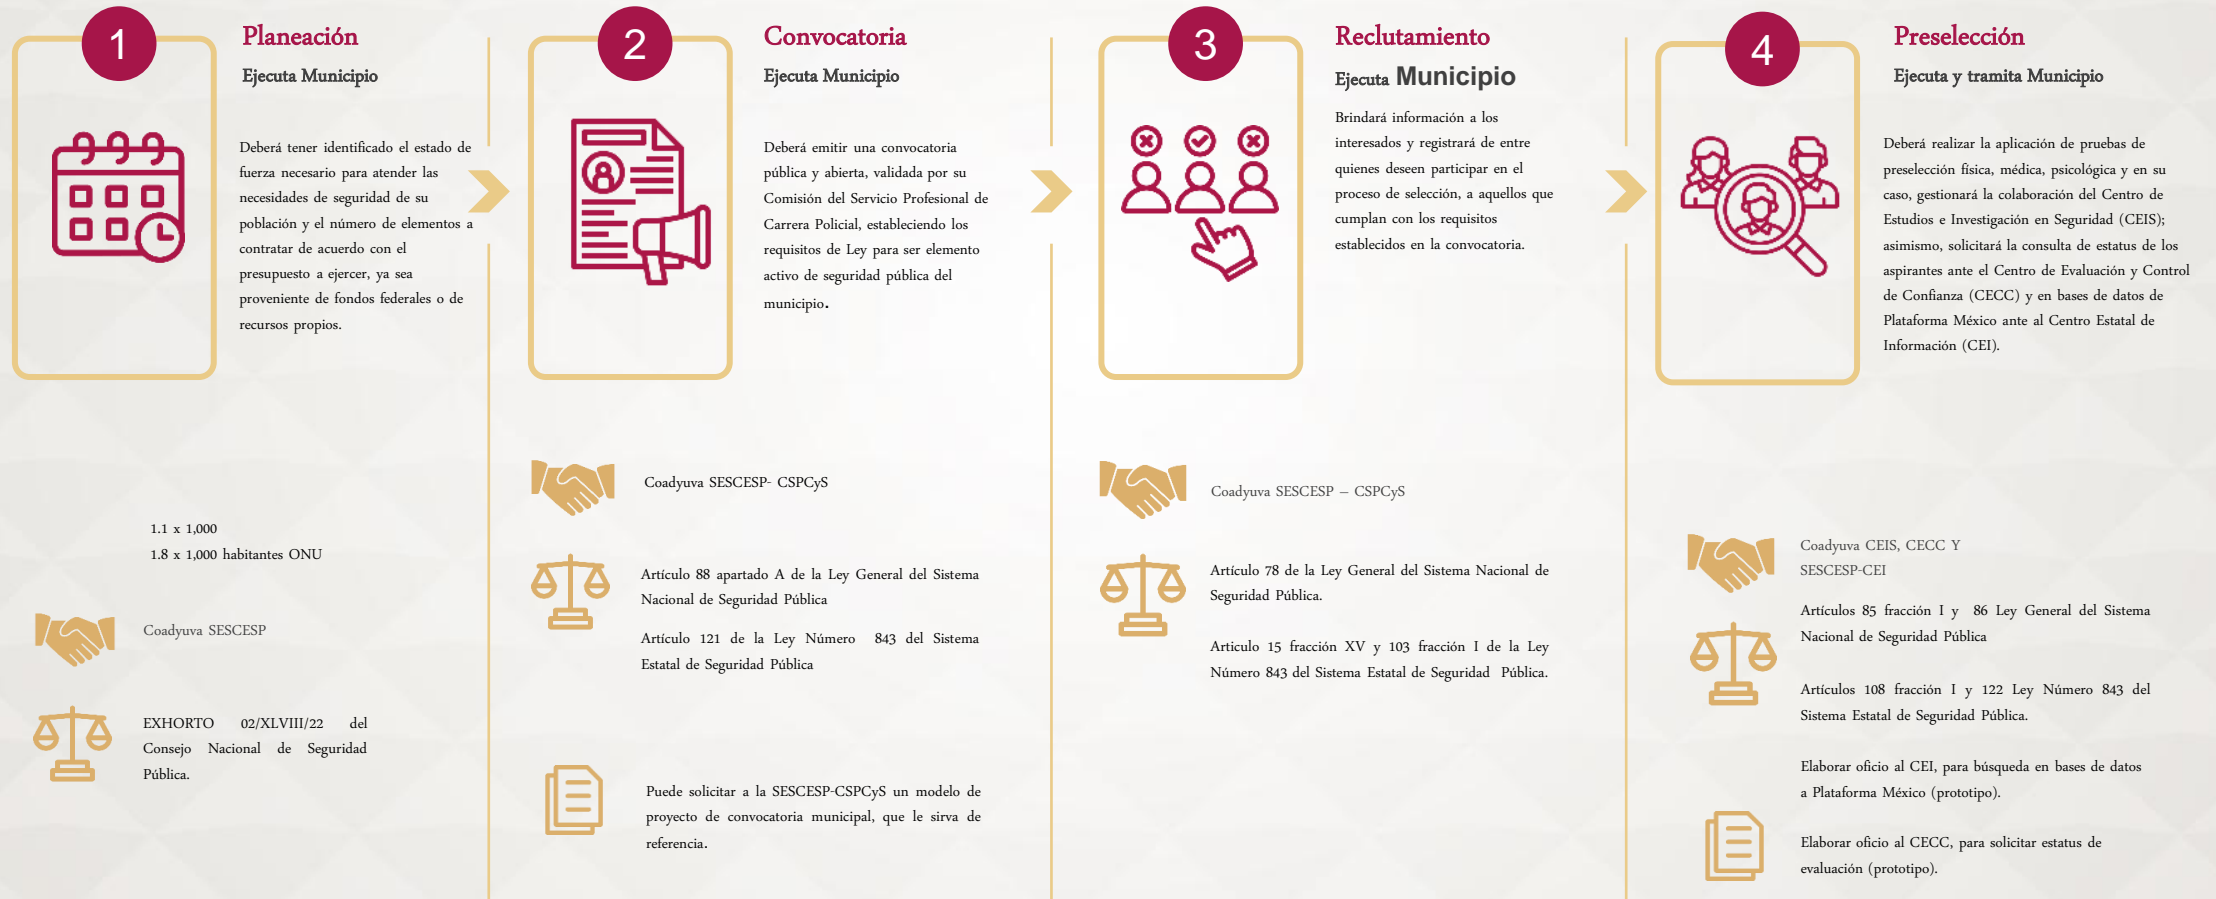 1
Planeación
Ejecuta Municipio
Deberá tener identificado el estado de
fuerza necesario para atender las
necesidades de seguridad de su
población y el número de elementos a
contratar de acuerdo con el
presupuesto a ejercer, ya sea
proveniente de fondos federales o de
recursos propios.
1.1 x 1,000
1.8 x 1,000 habitantes ONU
Coadyuva SESCESP
EXHORTO 02/XLVIII/22 del
Consejo Nacional de Seguridad
Pública.
2
Convocatoria
Ejecuta Municipio
Deberá emitir una convocatoria
pública y abierta, validada por su
Comisión del Servicio Profesional de
Carrera Policial, estableciendo los
requisitos de Ley para ser elemento
activo de seguridad pública del
municipio.
Coadyuva SESCESP- CSPCyS
Artículo 88 apartado A de la Ley General del Sistema
Nacional de Seguridad Pública
Artículo 121 de la Ley Número 843 del Sistema
Estatal de Seguridad Pública
Puede solicitar a la SESCESP-CSPCyS un modelo de
proyecto de convocatoria municipal, que le sirva de
referencia.
3
Reclutamiento
Ejecuta Municipio
Brindará información a los
interesados y registrará de entre
quienes deseen participar en el
proceso de selección, a aquellos que
cumplan con los requisitos
establecidos en la convocatoria.
Coadyuva SESCESP – CSPCyS
Artículo 78 de la Ley General del Sistema Nacional de
Seguridad Pública.
Articulo 15 fracción XV y 103 fracción I de la Ley
Número 843 del Sistema Estatal de Seguridad Pública.
4
Preselección
Ejecuta y tramita Municipio
Deberá realizar la aplicación de pruebas de
preselección física, médica, psicológica y en su
caso, gestionará la colaboración del Centro de
Estudios e Investigación en Seguridad (CEIS);
asimismo, solicitará la consulta de estatus de los
aspirantes ante el Centro de Evaluación y Control
de Confianza (CECC) y en bases de datos de
Plataforma México ante al Centro Estatal de
Información (CEI).
Coadyuva CEIS, CECC Y
SESCESP-CEI
Artículos 85 fracción I y 86 Ley General del Sistema
Nacional de Seguridad Pública
Artículos 108 fracción I y 122 Ley Número 843 del
Sistema Estatal de Seguridad Pública.
Elaborar oficio al CEI, para búsqueda en bases de datos
a Plataforma México (prototipo).
Elaborar oficio al CECC, para solicitar estatus de
evaluación (prototipo).